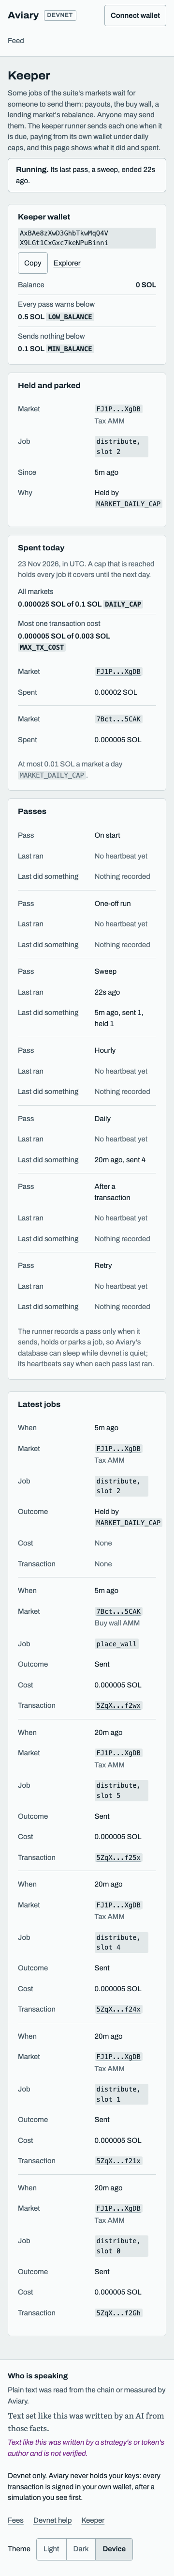 Aviary DEVNET Connect wallet
Feed
Keeper
Some jobs of the suite's markets wait for
someone to send them: payouts, the buy wall, a
lending market's clearances. Anyone may send
them. The keeper runner sends each one when it
is due, paying from its own wallet under daily
caps, and this page shows what it did and spent.
Running. Its last pass, a sweep, ended 22s
ago.
Keeper wallet
AxBAe8zXwD3GhbTkwMqQ4V
X9LGt1CxGxc7keNPuBinni
Copy Explorer
Balance 0 SOL
Every pass warns below
0.5 SOL LOW_BALANCE
Sends nothing below
0.1 SOL MIN_BALANCE
Held and parked
Market FJ1P...XgDB
Tax AMM
Job distribute,
slot 2
Since 5m ago
Why Held by
MARKET_DAILY_CAP
Spent today
23 Nov 2026, in UTC. A cap that is reached
holds every job it covers until the next day.
All markets
0.000025 SOL of 0.1 SOL DAILY_CAP
Most one transaction cost
0.000005 SOL of 0.003 SOL
MAX_TX_COST
Market FJ1P...XgDB
Spent 0.00002 SOL
Market 7Bct...5CAK
Spent 0.000005 SOL
At most 0.01 SOL a market a day
MARKET_DAILY_CAP.
Passes
Pass On start
Last ran No heartbeat yet
Last did something Nothing recorded
Pass One-off run
Last ran No heartbeat yet
Last did something Nothing recorded
Pass Sweep
Last ran 22s ago
Last did something 5m ago, sent 1,
held 1
Pass Hourly
Last ran No heartbeat yet
Last did something Nothing recorded
Pass Daily
Last ran No heartbeat yet
Last did something 20m ago, sent 4
Pass After a
transaction
Last ran No heartbeat yet
Last did something Nothing recorded
Pass Retry
Last ran No heartbeat yet
Last did something Nothing recorded
The runner records a pass only when it
sends, holds or parks a job, so Aviary's
database can sleep while devnet is quiet;
its heartbeats say when each pass last ran.
Latest jobs
When 5m ago
Market FJ1P...XgDB
Tax AMM
Job distribute,
slot 2
Outcome Held by
MARKET_DAILY_CAP
Cost None
Transaction None
When 5m ago
Market 7Bct...5CAK
Buy wall AMM
Job place_wall
Outcome Sent
Cost 0.000005 SOL
Transaction 5ZqX...f2wx
When 20m ago
Market FJ1P...XgDB
Tax AMM
Job distribute,
slot 5
Outcome Sent
Cost 0.000005 SOL
Transaction 5ZqX...f25x
When 20m ago
Market FJ1P...XgDB
Tax AMM
Job distribute,
slot 4
Outcome Sent
Cost 0.000005 SOL
Transaction 5ZqX...f24x
When 20m ago
Market FJ1P...XgDB
Tax AMM
Job distribute,
slot 1
Outcome Sent
Cost 0.000005 SOL
Transaction 5ZqX...f21x
When 20m ago
Market FJ1P...XgDB
Tax AMM
Job distribute,
slot 0
Outcome Sent
Cost 0.000005 SOL
Transaction 5ZqX...f2Gh
Who is speaking
Plain text was read from the chain or measured by
Aviary.
Text set like this was written by an AI from
those facts.
Text like this was written by a strategy's or token's
author and is not verified.
Devnet only. Aviary never holds your keys: every
transaction is signed in your own wallet, after a
simulation you see first.
Fees Devnet help Keeper
Theme Light Dark Device